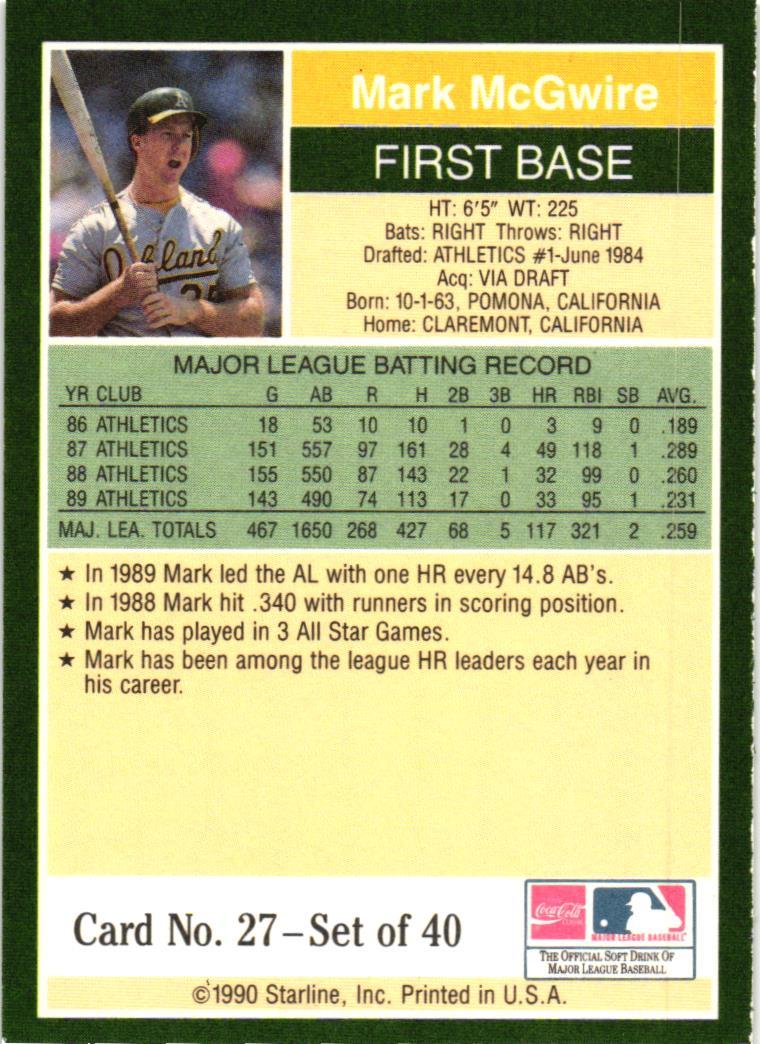 Mark McGwire
FIRST BASE
HT: 6'5" WT: 225
Bats: RIGHT Throws: RIGHT
Drafted: ATHLETICS #1-June 1984
Acq: VIA DRAFT
Born: 10-1-63, POMONA, CALIFORNIA
Home: CLAREMONT, CALIFORNIA
A's
Oakland
25
MAJOR LEAGUE BATTING RECORD
YR CLUB G AB R H 2B 3B HR RBI SB AVG.
86 ATHLETICS 18 53 10 10 1 0 3 9 0 .189
87 ATHLETICS 151 557 97 161 28 4 49 118 1 .289
88 ATHLETICS 155 550 87 143 22 1 32 99 0 .260
89 ATHLETICS 143 490 74 113 17 0 33 95 1 .231
MAJ. LEA. TOTALS 467 1650 268 427 68 5 117 321 2 .259
★ In 1989 Mark led the AL with one HR every 14.8 AB's.
★ In 1988 Mark hit .340 with runners in scoring position.
★ Mark has played in 3 All Star Games.
★ Mark has been among the league HR leaders each year in
his career.
Card No. 27–Set of 40
Coca-Cola
CLASSIC
MAJOR LEAGUE BASEBALL
THE OFFICIAL SOFT DRINK OF
MAJOR LEAGUE BASEBALL
©1990 Starline, Inc. Printed in U.S.A.